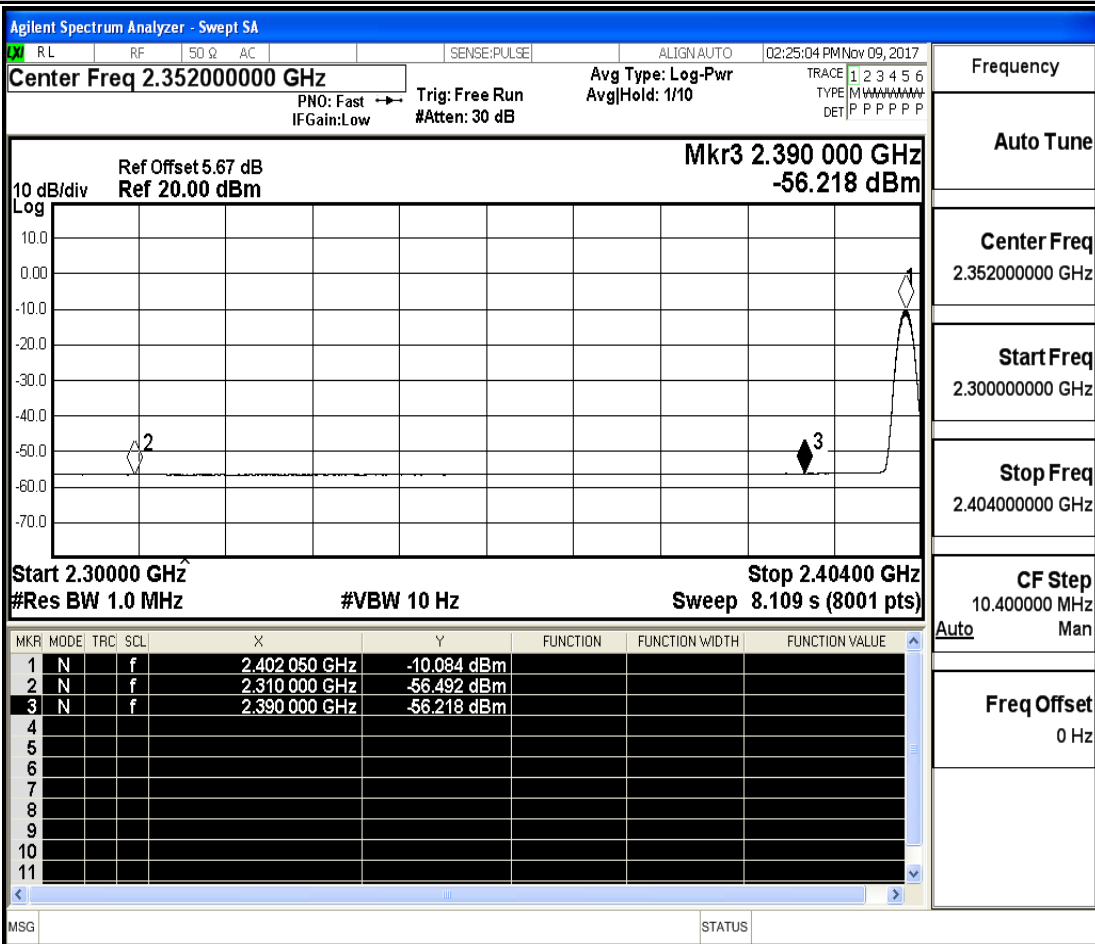 Agilent Spectrum Analyzer - Swept SA
LXI RL RF 50 Ω AC SENSE:PULSE ALIGN AUTO 02:25:04 PM Nov 09, 2017
Center Freq 2.352000000 GHz
PNO: Fast
IFGain:Low
Trig: Free Run
#Atten: 30 dB
Avg Type: Log-Pwr
Avg|Hold: 1/10
TRACE 1 2 3 4 5 6
TYPE M
DET P P P P P P
Ref Offset 5.67 dB
10 dB/div Ref 20.00 dBm
Log
Mkr3 2.390 000 GHz
-56.218 dBm
10.0
0.00
-10.0
-20.0
-30.0
-40.0
-50.0
-60.0
-70.0
1
2
3
Start 2.30000 GHz Stop 2.40400 GHz
#Res BW 1.0 MHz #VBW 10 Hz Sweep 8.109 s (8001 pts)
MKR MODE TRC SCL X Y FUNCTION FUNCTION WIDTH FUNCTION VALUE
1 N f 2.402 050 GHz -10.084 dBm
2 N f 2.310 000 GHz -56.492 dBm
3 N f 2.390 000 GHz -56.218 dBm
4
5
6
7
8
9
10
11
MSG STATUS
Frequency
Auto Tune
Center Freq
2.352000000 GHz
Start Freq
2.300000000 GHz
Stop Freq
2.404000000 GHz
CF Step
10.400000 MHz
Auto Man
Freq Offset
0 Hz